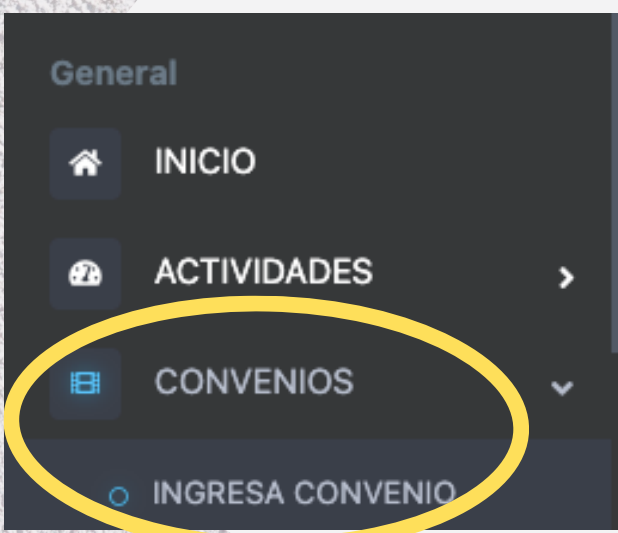 General
INICIO
ACTIVIDADES
CONVENIOS
INGRESA CONVENIO